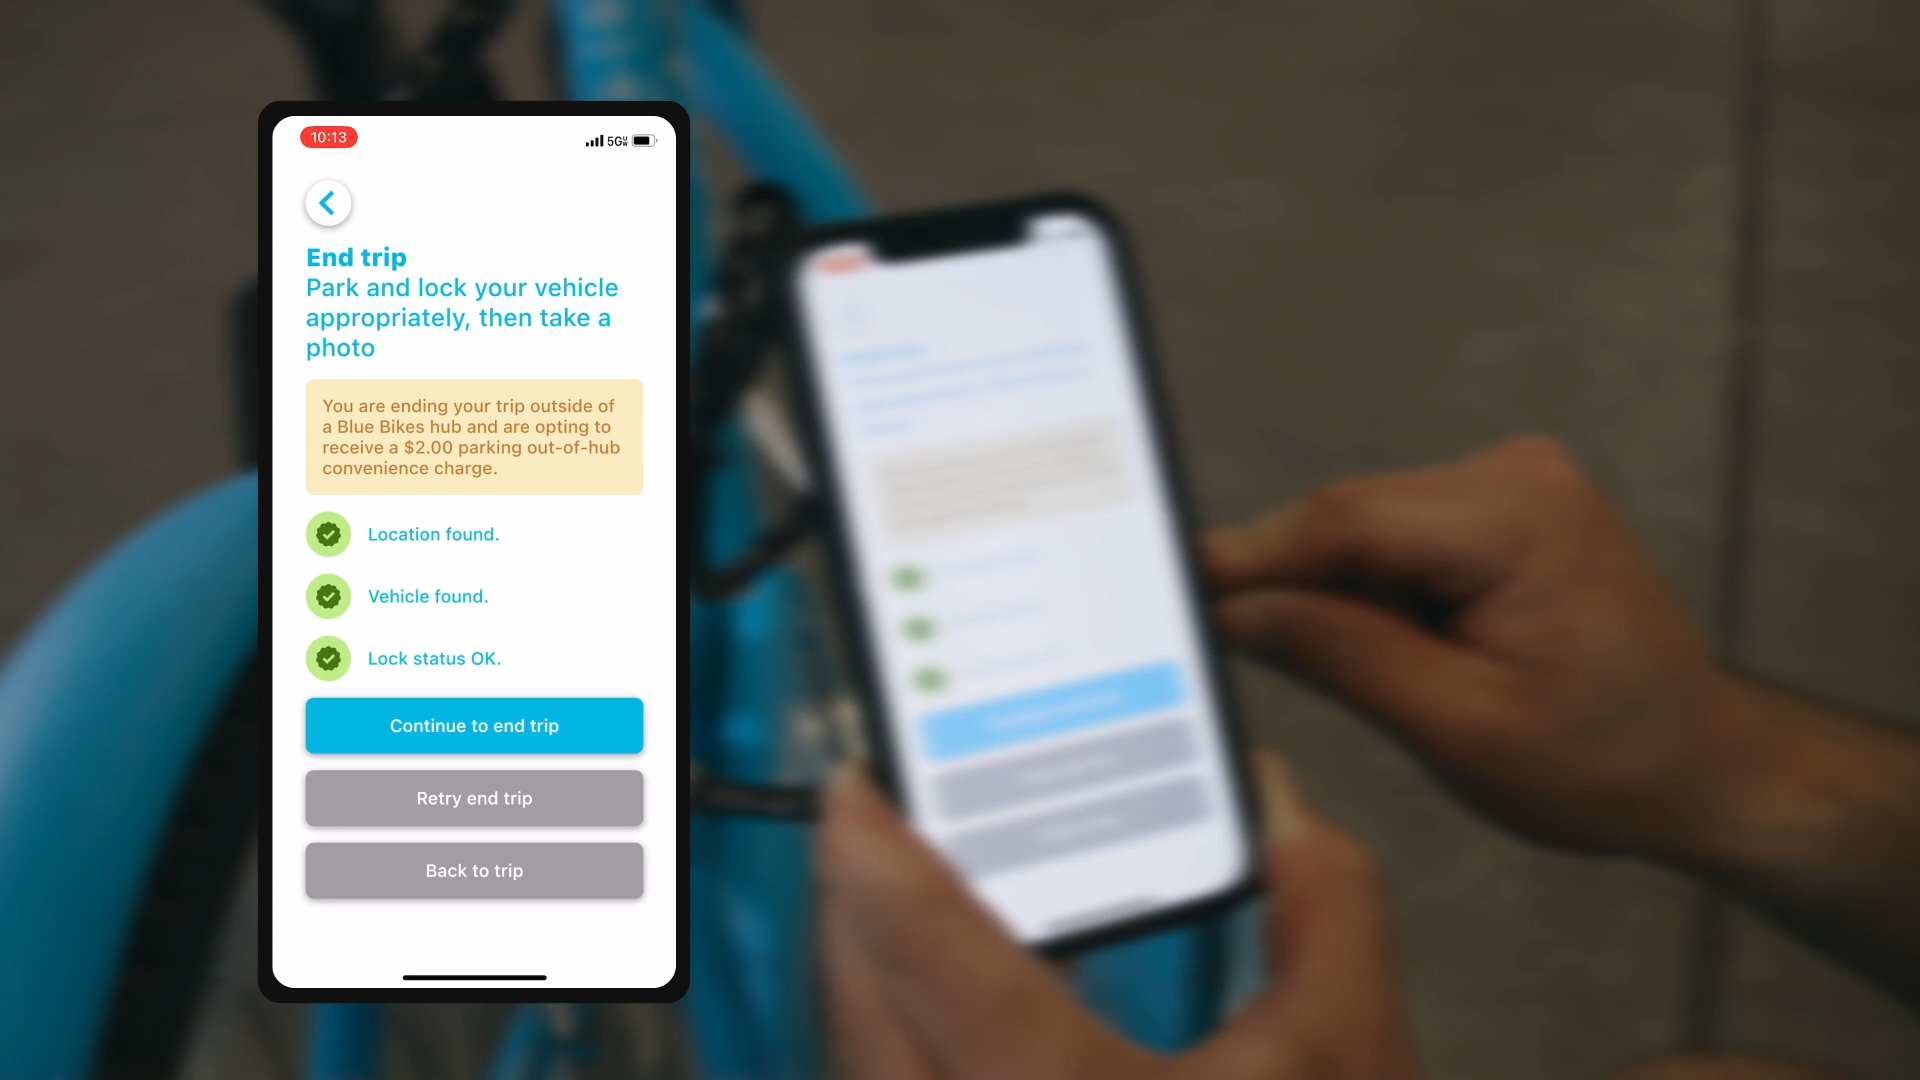 10:13
5G UW
End trip
Park and lock your vehicle
appropriately, then take a
photo
You are ending your trip outside of
a Blue Bikes hub and are opting to
receive a $2.00 parking out-of-hub
convenience charge.
Location found.
Vehicle found.
Lock status OK.
Continue to end trip
Retry end trip
Back to trip